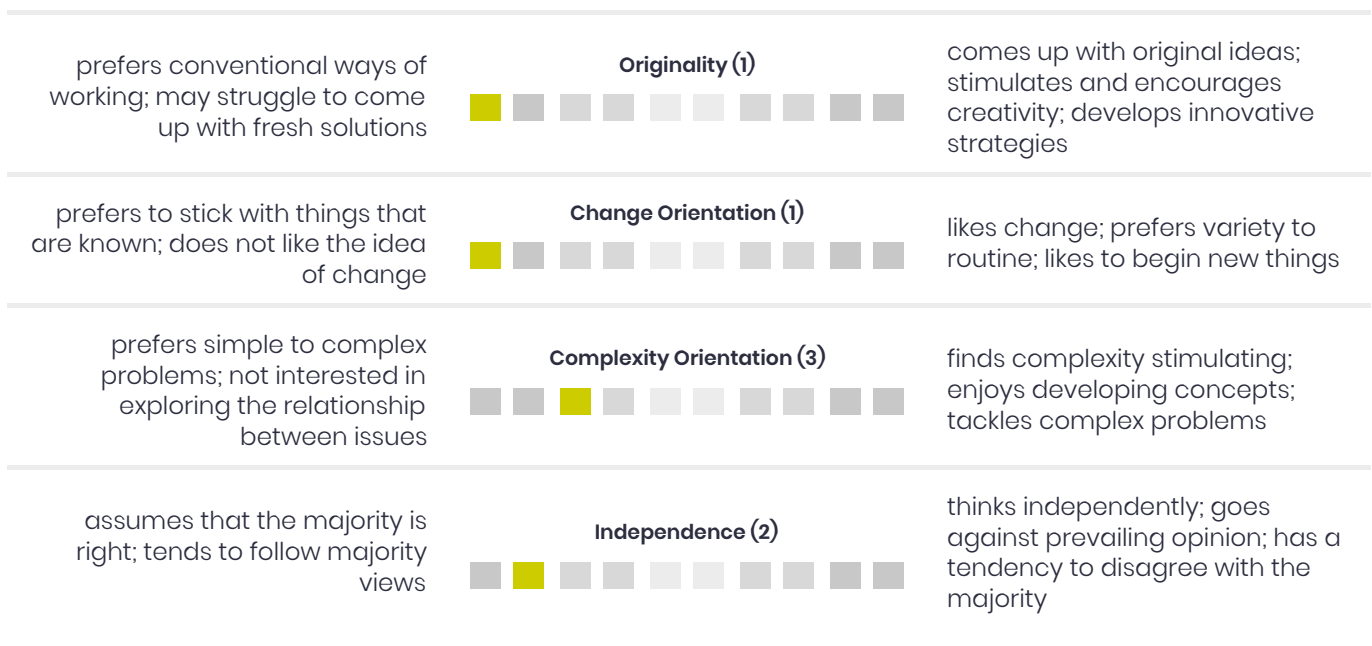 prefers conventional ways of
working; may struggle to come
up with fresh solutions
Originality (1)
comes up with original ideas;
stimulates and encourages
creativity; develops innovative
strategies
prefers to stick with things that
are known; does not like the idea
of change
Change Orientation (1)
likes change; prefers variety to
routine; likes to begin new things
prefers simple to complex
problems; not interested in
exploring the relationship
between issues
Complexity Orientation (3)
finds complexity stimulating;
enjoys developing concepts;
tackles complex problems
assumes that the majority is
right; tends to follow majority
views
Independence (2)
thinks independently; goes
against prevailing opinion; has a
tendency to disagree with the
majority